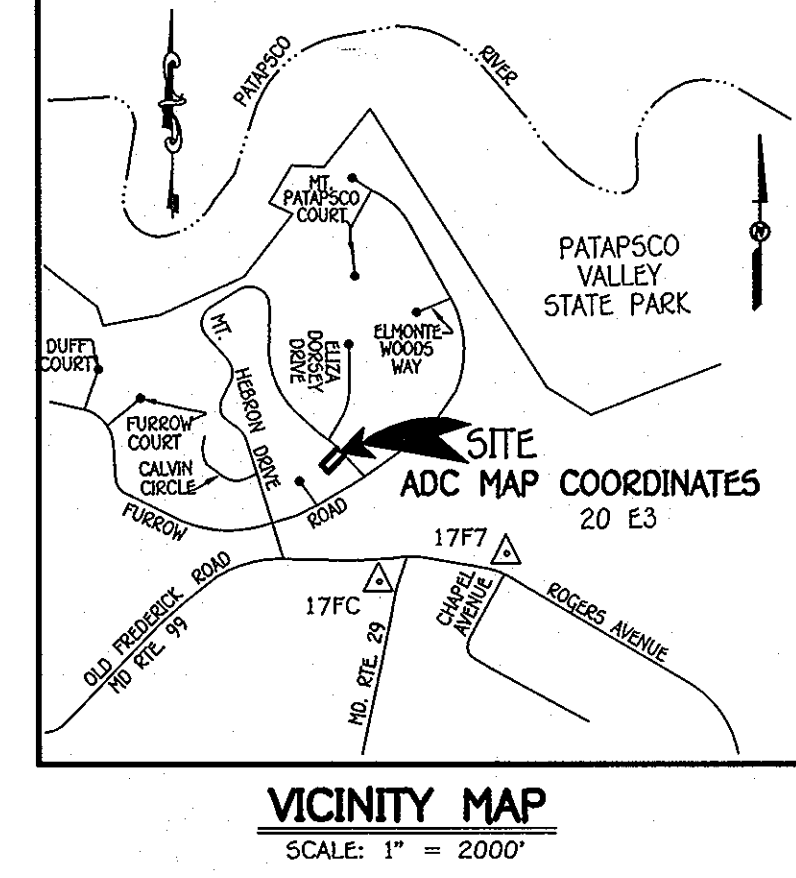 PATAPSCO
RIVER
MT.
PATAPSCO
COURT
PATAPSCO
VALLEY
STATE PARK
N
DUFF
COURT
MT.
HEBRON DRIVE
ELIZA
DORSEY
DRIVE
ELMONTE
WOODS
WAY
FURROW
COURT
CALVIN
CIRCLE
SITE
ADC MAP COORDINATES
20 E3
FURROW
ROAD
17F7
17FC
OLD FREDERICK ROAD
MD RTE. 99
MD. RTE. 29
CHAPEL
AVENUE
ROGERS AVENUE
VICINITY MAP
SCALE: 1" = 2000'